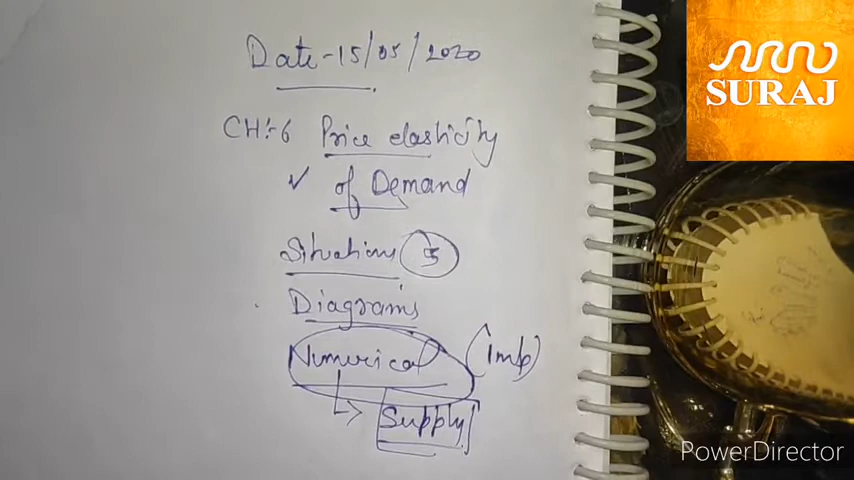 Date-15/05/2020
CH:-6 Price elasticity
✓ of Demand
Situations 5
Diagrams
Numerical (Imp)
Supply
SURAJ
PowerDirector